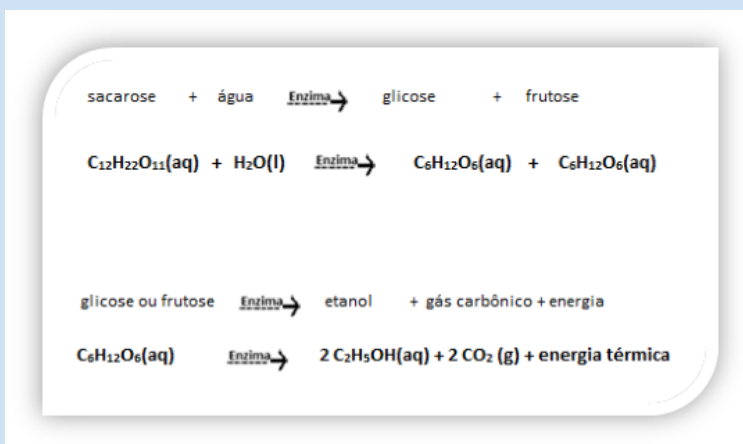 sacarose + água Enzima→ glicose + frutose
C₁₂H₂₂O₁₁(aq) + H₂O(l) Enzima→ C₆H₁₂O₆(aq) + C₆H₁₂O₆(aq)
glicose ou frutose Enzima→ etanol + gás carbônico + energia
C₆H₁₂O₆(aq) Enzima→ 2 C₂H₅OH(aq) + 2 CO₂ (g) + energia térmica